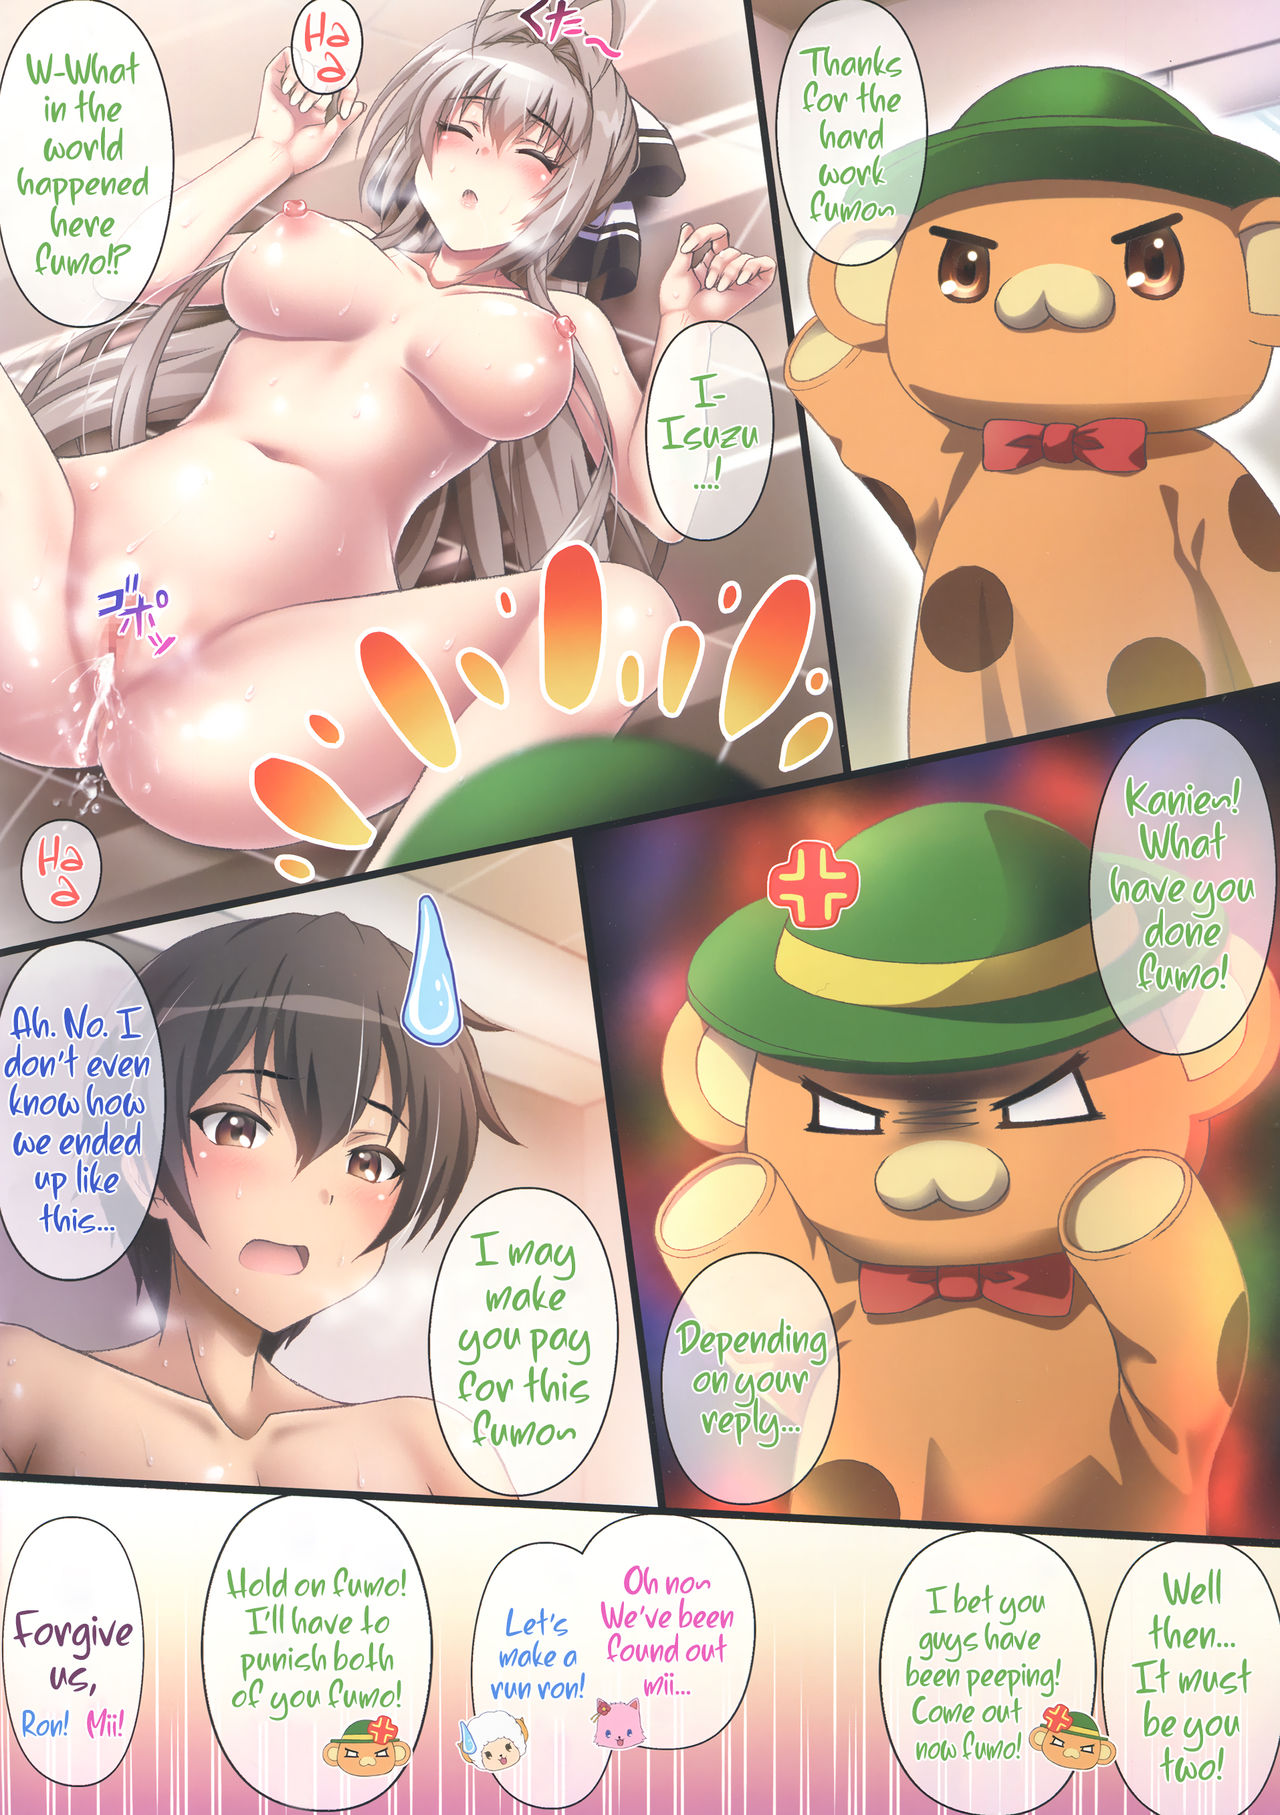 Thanks
for the
hard
work
fumo~
くたぁ～
Ha
a
I-
Isuzu
....!
W-What
in the
world
happened
here
fumo!?
ゴポッ
Ha
a
Kanie~!
What
have you
done
fumo!
Depending
on your
reply...
I may
make
you pay
for this
fumo~
Ah. No. I
don't even
know how
we ended
up like
this...
Well
then...
It must
be you
two!
I bet you
guys have
been peeping!
Come out
now fumo!
Oh no~
We've been
found out
mii...
Let's
make a
run ron!
Hold on fumo!
I'll have to
punish both
of you fumo!
Forgive
us,
Ron! Mii!